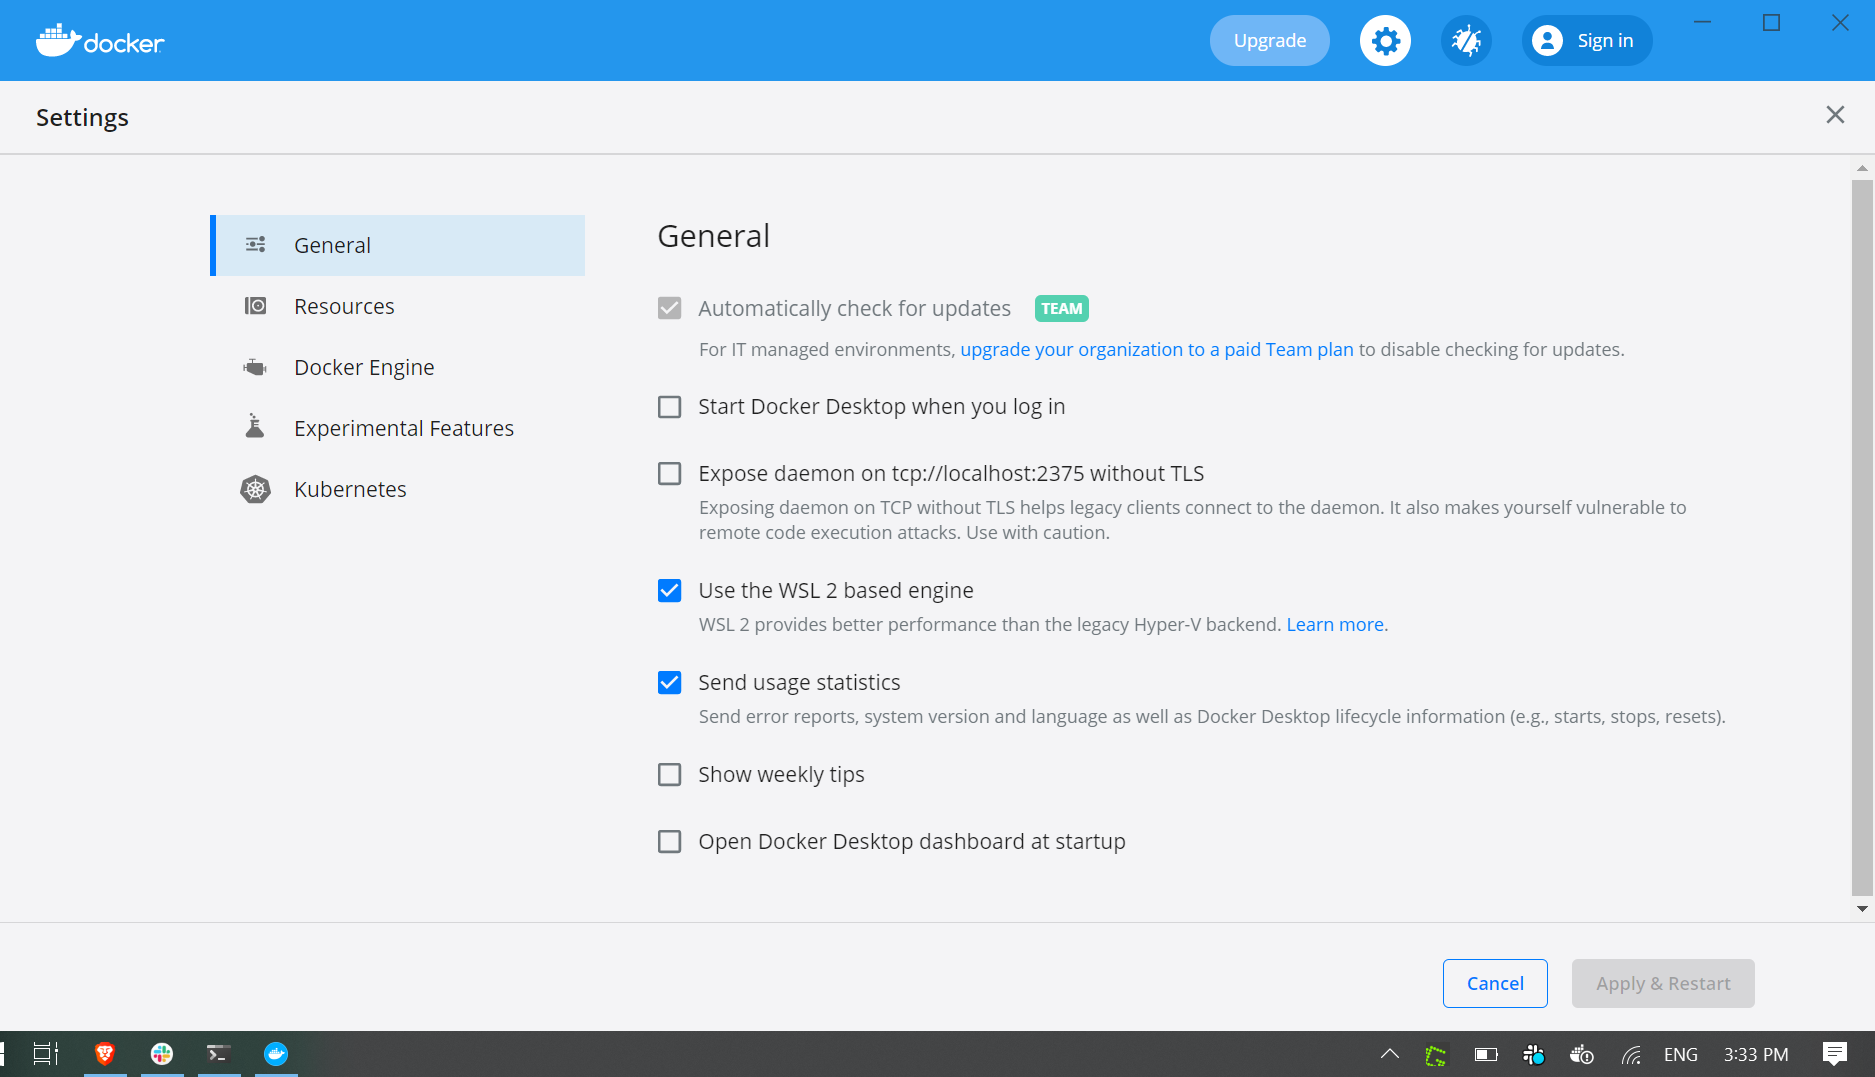 docker
Upgrade
Sign in
Settings
General
Resources
Docker Engine
Experimental Features
Kubernetes
General
Automatically check for updates TEAM
For IT managed environments, upgrade your organization to a paid Team plan to disable checking for updates.
Start Docker Desktop when you log in
Expose daemon on tcp://localhost:2375 without TLS
Exposing daemon on TCP without TLS helps legacy clients connect to the daemon. It also makes yourself vulnerable to
remote code execution attacks. Use with caution.
Use the WSL 2 based engine
WSL 2 provides better performance than the legacy Hyper-V backend. Learn more.
Send usage statistics
Send error reports, system version and language as well as Docker Desktop lifecycle information (e.g., starts, stops, resets).
Show weekly tips
Open Docker Desktop dashboard at startup
Cancel
Apply & Restart
ENG
3:33 PM